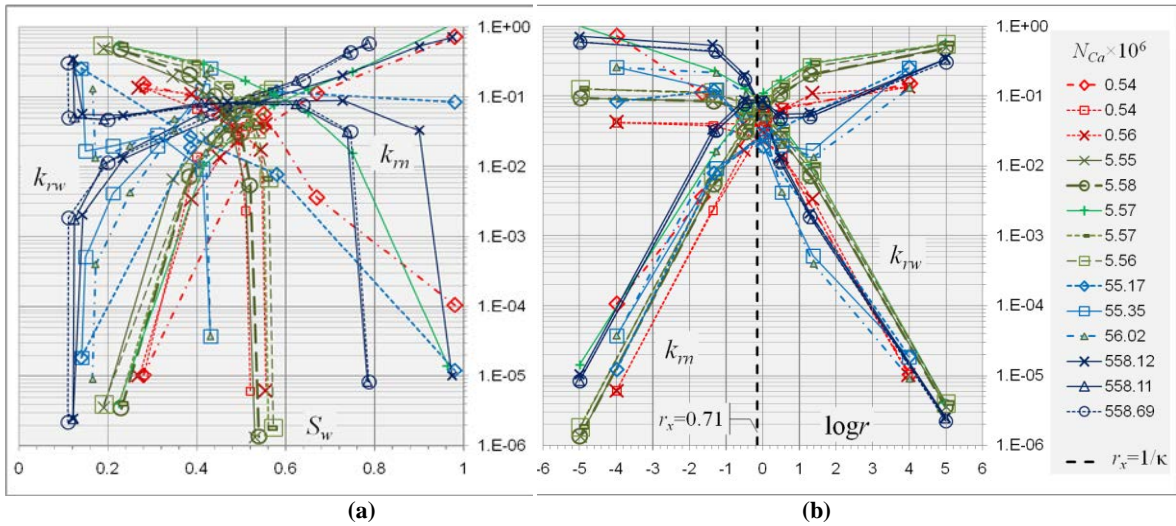 1.E+00
1.E-01
1.E-02
1.E-03
1.E-04
1.E-05
1.E-06
k_rw
k_rn
S_w
0 0.2 0.4 0.6 0.8 1
(a)
1.E+00
1.E-01
1.E-02
1.E-03
1.E-04
1.E-05
1.E-06
k_rw
k_rn
r_x=0.71
logr
-6 -5 -4 -3 -2 -1 0 1 2 3 4 5 6
(b)
N_Ca×10^6
0.54
0.54
0.56
5.55
5.58
5.57
5.57
5.56
55.17
55.35
56.02
558.12
558.11
558.69
r_x=1/κ